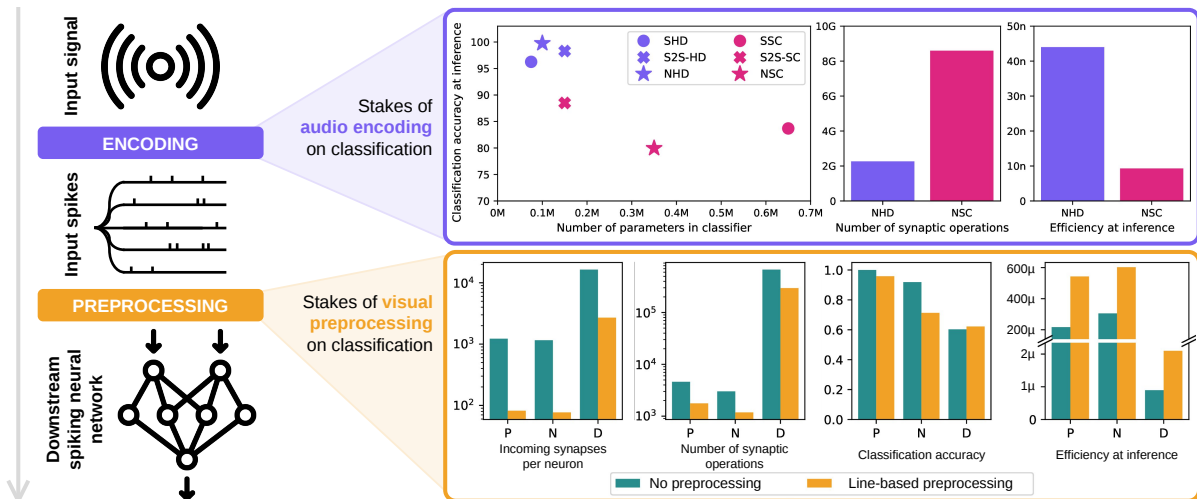 Input signal
ENCODING
Input spikes
PREPROCESSING
Downstream
spiking neural
network
Stakes of
audio encoding
on classification
Classification accuracy at inference
100
95
90
85
80
75
70
0M
0.1M
0.2M
0.3M
0.4M
0.5M
0.6M
0.7M
Number of parameters in classifier
SHD
S2S-HD
NHD
SSC
S2S-SC
NSC
10G
8G
6G
4G
2G
0
NHD
NSC
Number of synaptic operations
50n
40n
30n
20n
10n
0
NHD
NSC
Efficiency at inference
Stakes of visual
preprocessing
on classification
10⁴
10³
10²
P
N
D
Incoming synapses
per neuron
10⁵
10⁴
10³
P
N
D
Number of synaptic
operations
1.0
0.8
0.6
0.4
0.2
0.0
P
N
D
Classification accuracy
600µ
400µ
200µ
2µ
1µ
0
P
N
D
Efficiency at inference
No preprocessing
Line-based preprocessing